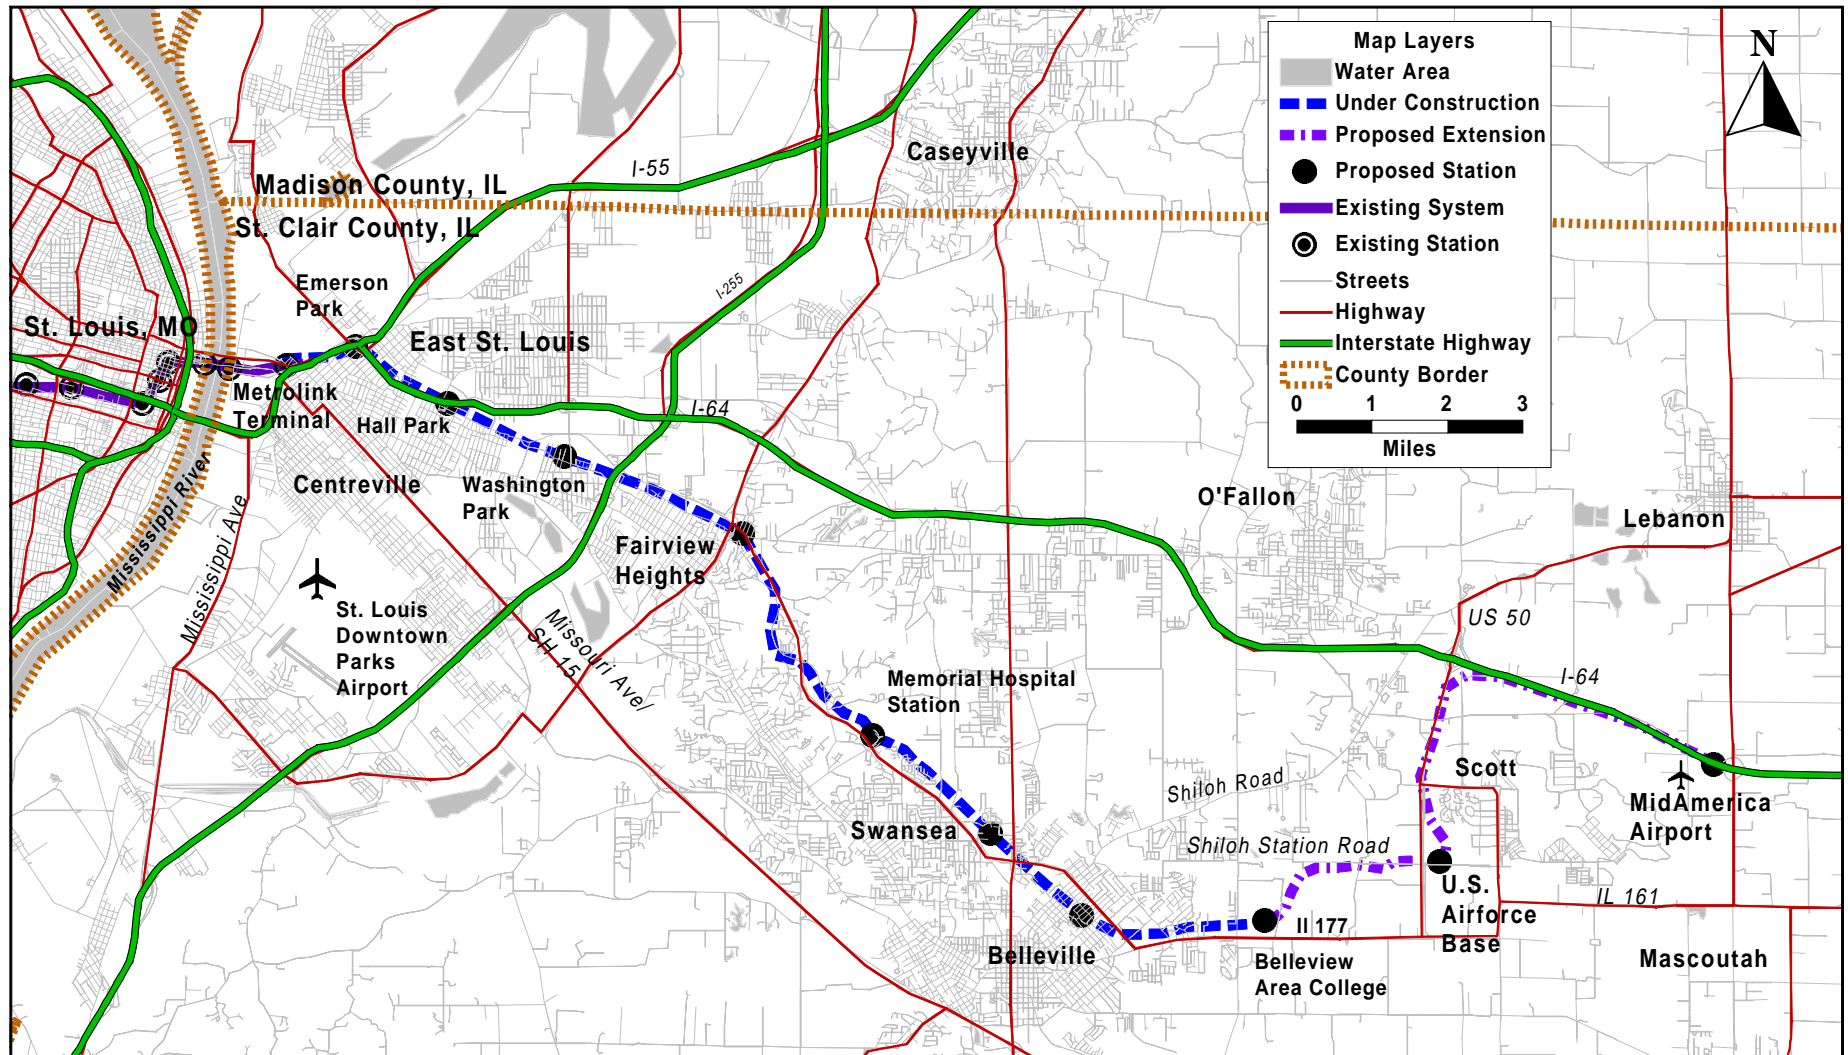 Map Layers
Water Area
Under Construction
Proposed Extension
Proposed Station
Existing System
Existing Station
Streets
Highway
Interstate Highway
County Border
0 1 2 3
Miles
N
Caseyville
I-55
Madison County, IL
St. Clair County, IL
Emerson
Park
I-255
St. Louis, MO
East St. Louis
Metrolink
Terminal
Hall Park
I-64
Centreville
Washington
Park
O'Fallon
Lebanon
Mississippi River
Mississippi Ave
Fairview
Heights
St. Louis
Downtown
Parks
Airport
Missouri Ave/
SH 15
US 50
I-64
Memorial Hospital
Station
Scott
Shiloh Road
MidAmerica
Airport
Swansea
Shiloh Station Road
U.S.
Airforce
Base
IL 161
Il 177
Belleville
Belleview
Area College
Mascoutah